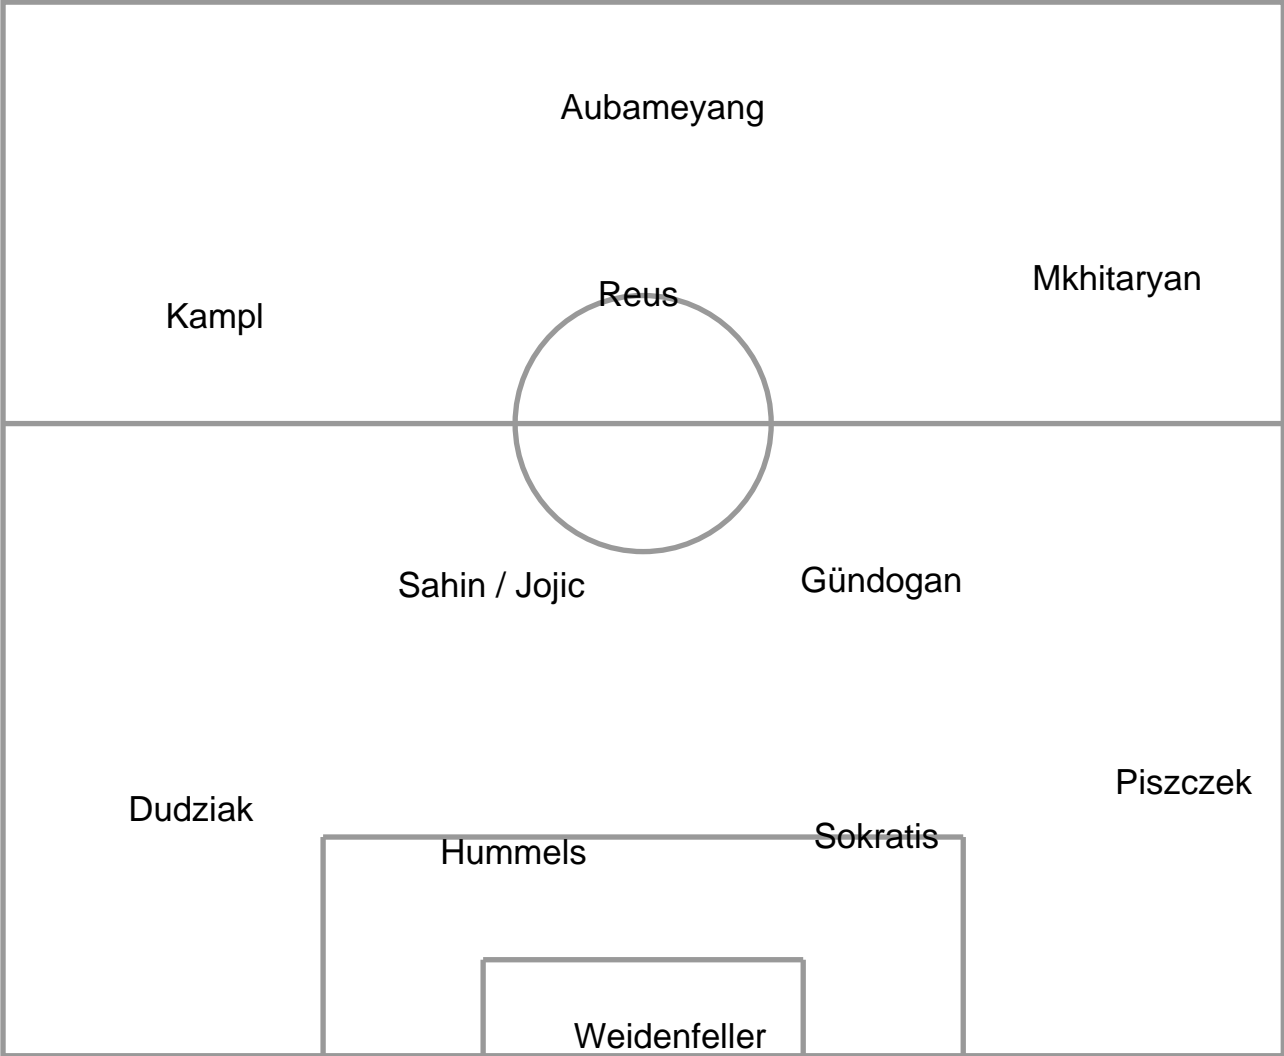 Aubameyang
Mkhitaryan
Reus
Kampl
Sahin / Jojic
Gündogan
Piszczek
Dudziak
Sokratis
Hummels
Weidenfeller